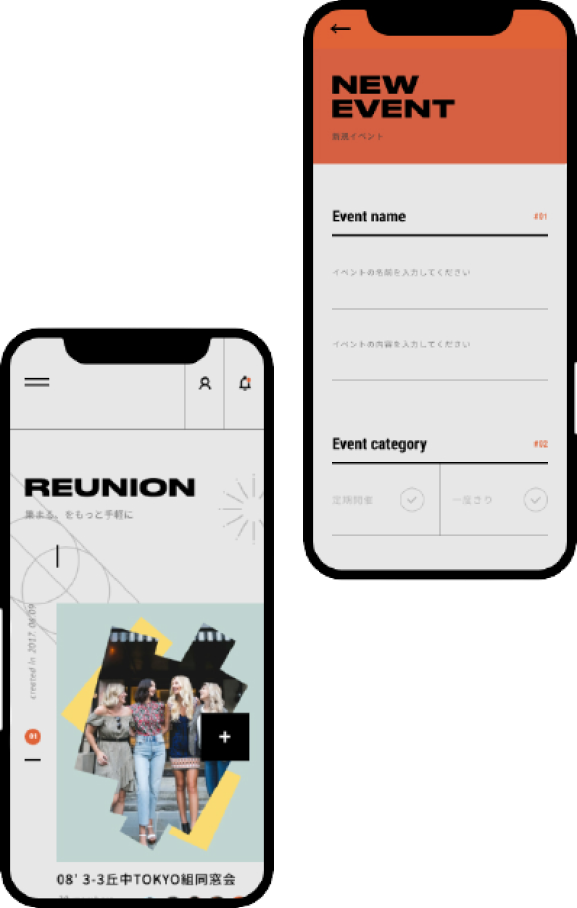 NEW
EVENT
厳選イベント
Event name
#01
イベントの名前を入力してください
イベントの内容を入力してください
Event category
#02
定期開催
一度きり
REUNION
集まる、をもっと手軽に
created in 2017. 08 09
01
+
08' 3-3丘中TOKYO組同窓会